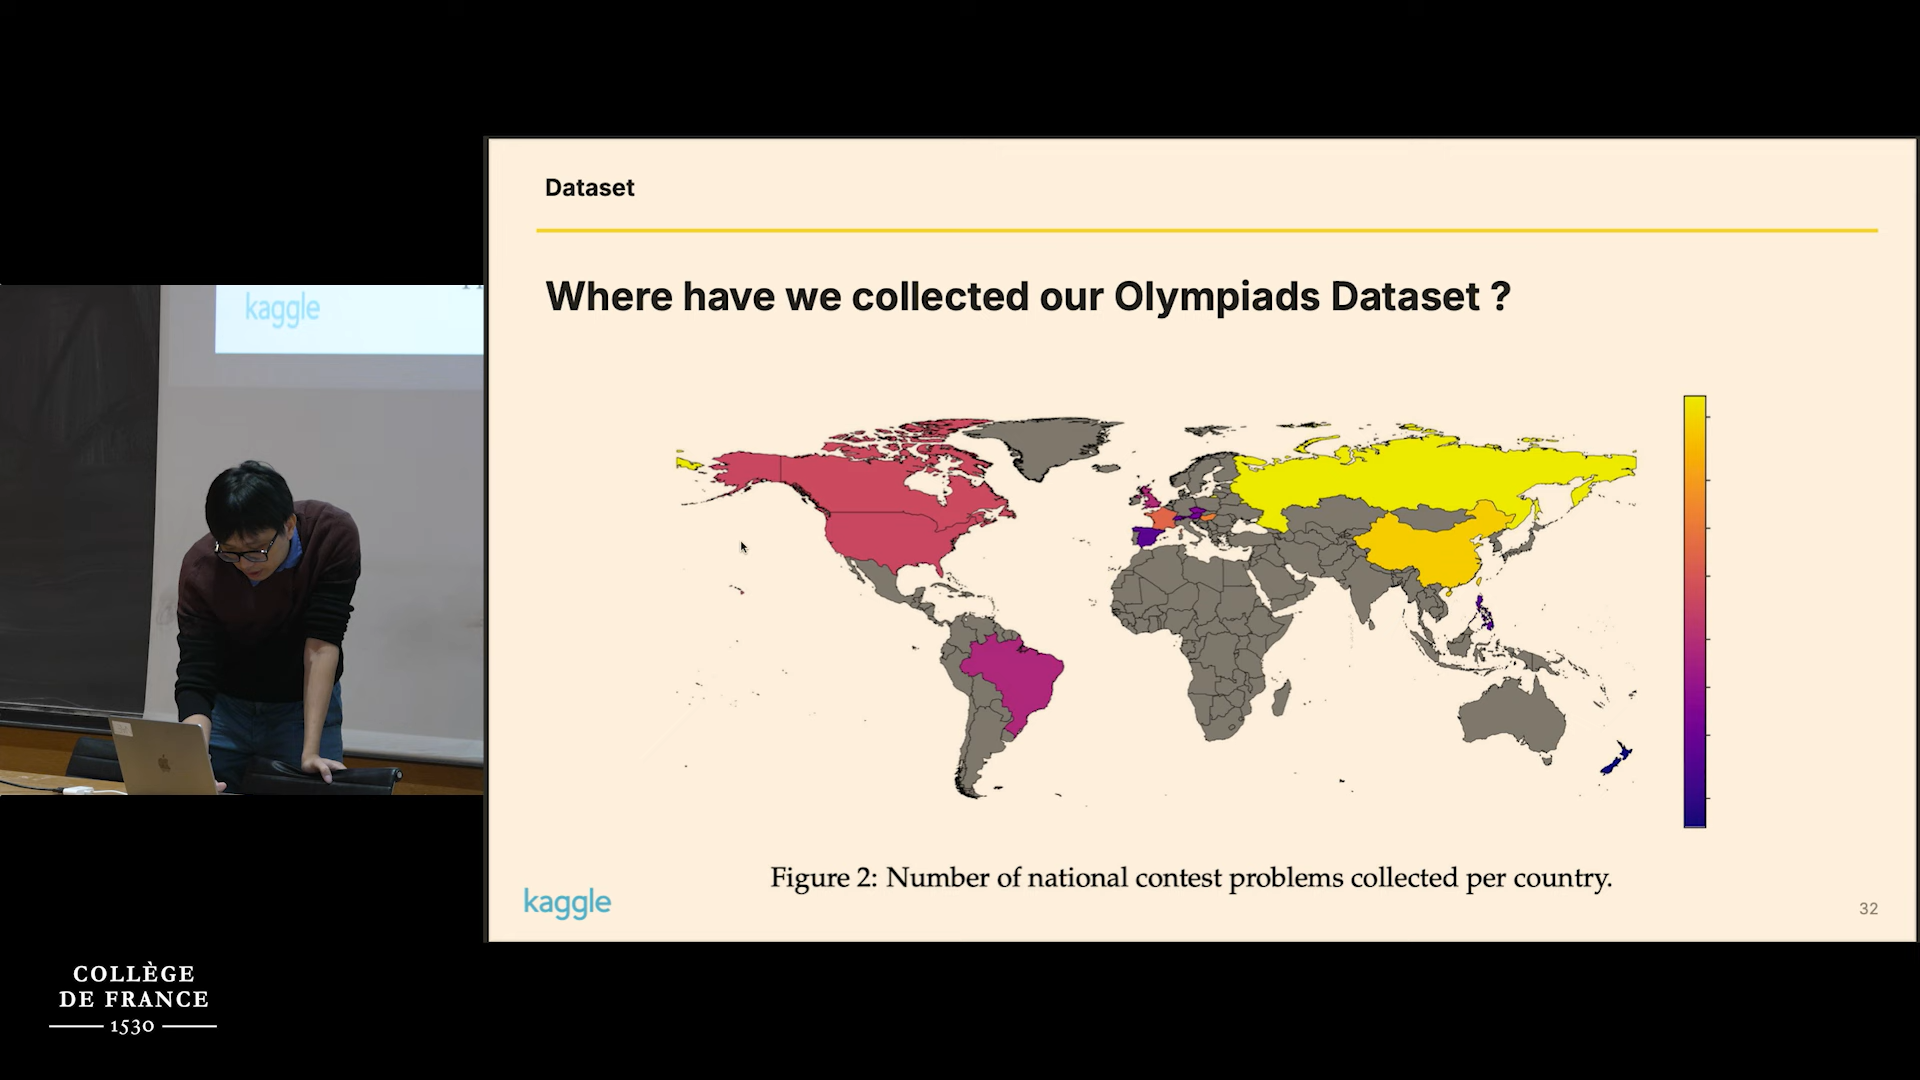 kaggle
Dataset
Where have we collected our Olympiads Dataset ?
Figure 2: Number of national contest problems collected per country.
kaggle
32
COLLÈGE
DE FRANCE
1530